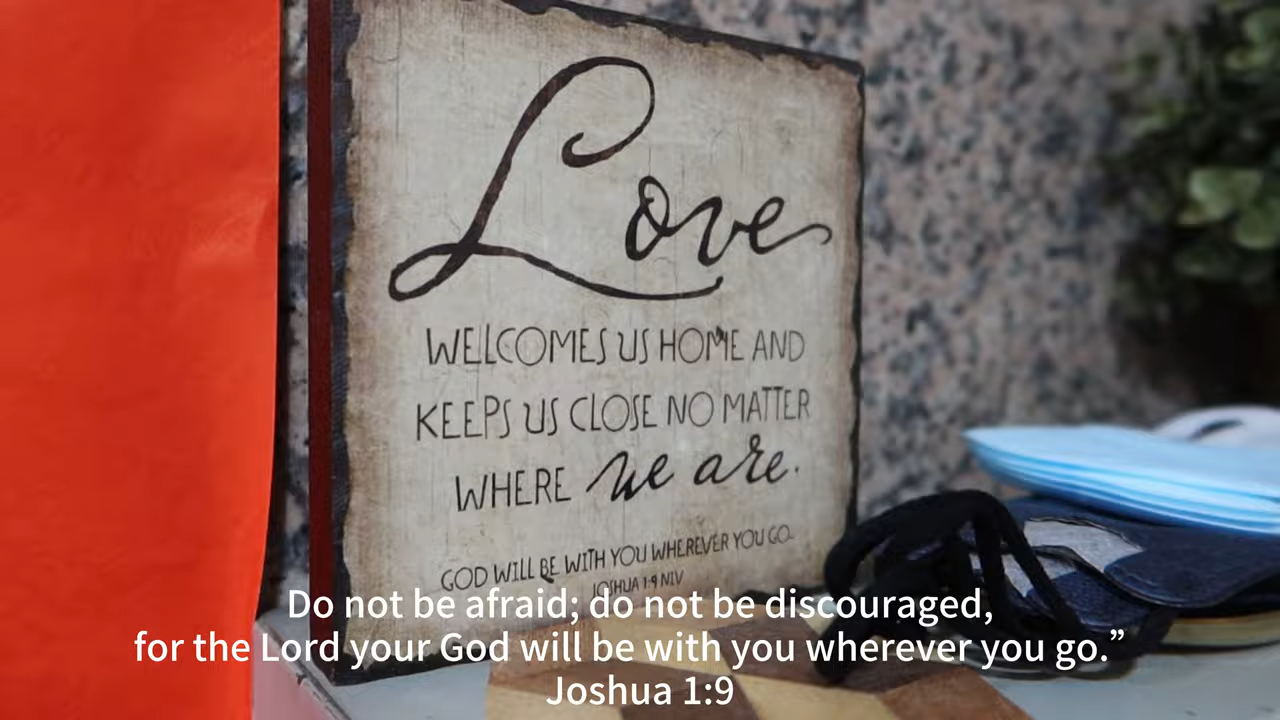 Love
WELCOMES US HOME AND
KEEPS US CLOSE NO MATTER
WHERE We are.
GOD WILL BE WITH YOU WHEREVER YOU GO.
JOSHUA 1:9 NIV
Do not be afraid; do not be discouraged,
for the Lord your God will be with you wherever you go.”
Joshua 1:9